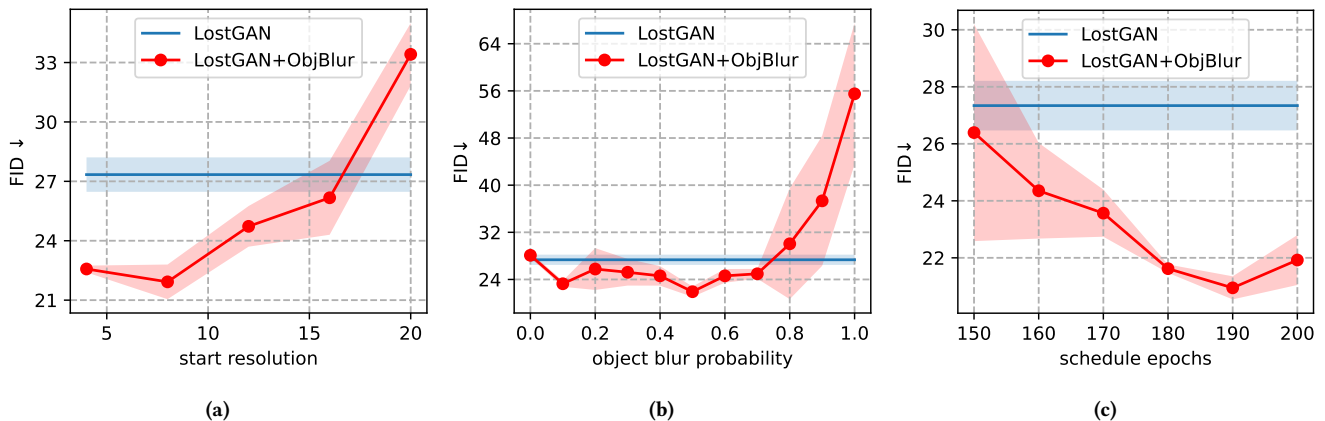 LostGAN
LostGAN+ObjBlur
FID ↓
33
30
27
24
21
5 10 15 20
start resolution
(a)
LostGAN
LostGAN+ObjBlur
FID↓
64
56
48
40
32
24
0.0 0.2 0.4 0.6 0.8 1.0
object blur probability
(b)
LostGAN
LostGAN+ObjBlur
FID↓
30
28
26
24
22
150 160 170 180 190 200
schedule epochs
(c)